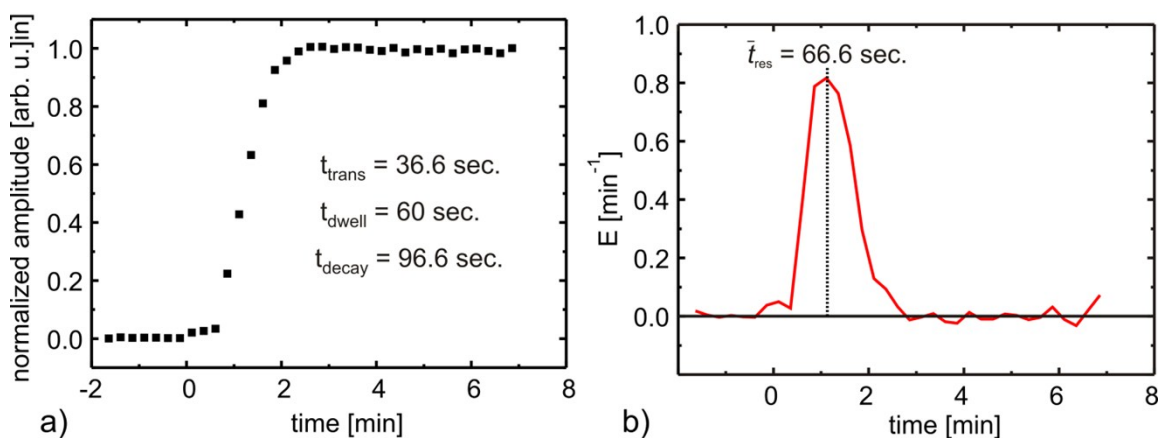 normalized amplitude [arb. u.]in
1.0
0.8
0.6
0.4
0.2
0.0
t_trans = 36.6 sec.
t_dwell = 60 sec.
t_decay = 96.6 sec.
-2 0 2 4 6 8
time [min]
a)
E [min⁻¹]
1.0
0.8
0.6
0.4
0.2
0.0
t̄_res = 66.6 sec.
0 2 4 6 8
time [min]
b)